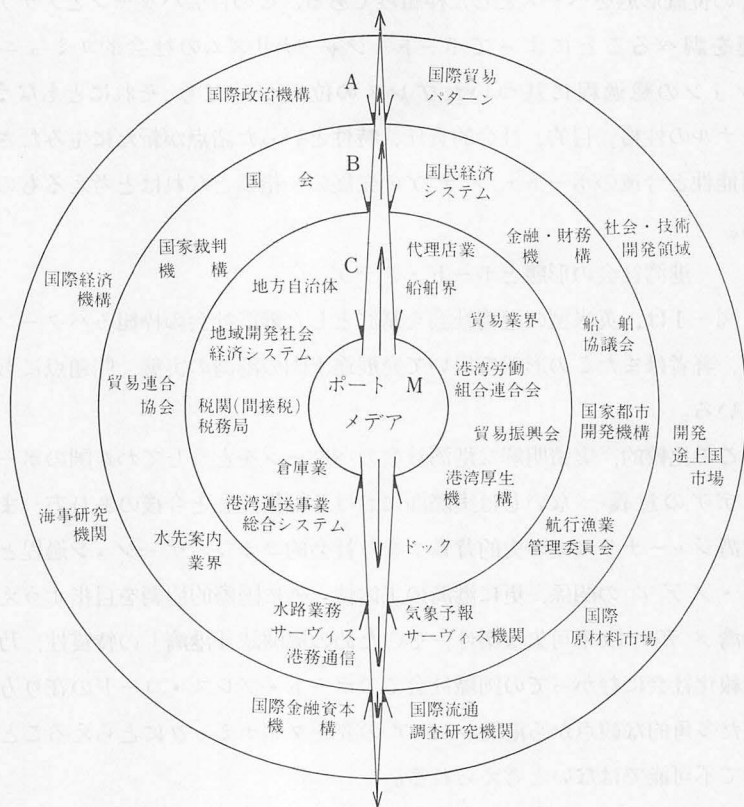 A
国際政治機構
国際貿易
パターン
B
国会
国民経済
システム
国家裁判
機構
C
代理店業
船舶界
金融・財務
機構
社会・技術
開発領域
国際経済
機構
地方自治体
貿易業界
船舶
協議会
地域開発社会
経済システム
ポート M
メデア
港湾労働
組合連合会
貿易連合
協会
税関(間接税)
税務局
貿易振興会
国家都市
開発機構
開発
途上国
市場
倉庫業
港湾厚生
機構
港湾運送事業
総合システム
海事研究
機関
水先案内
業界
ドック
航行漁業
管理委員会
水路業務
サーヴィス
港務通信
気象予報
サーヴィス機関
国際
原材料市場
国際金融資本
機構
国際流通
調査研究機関